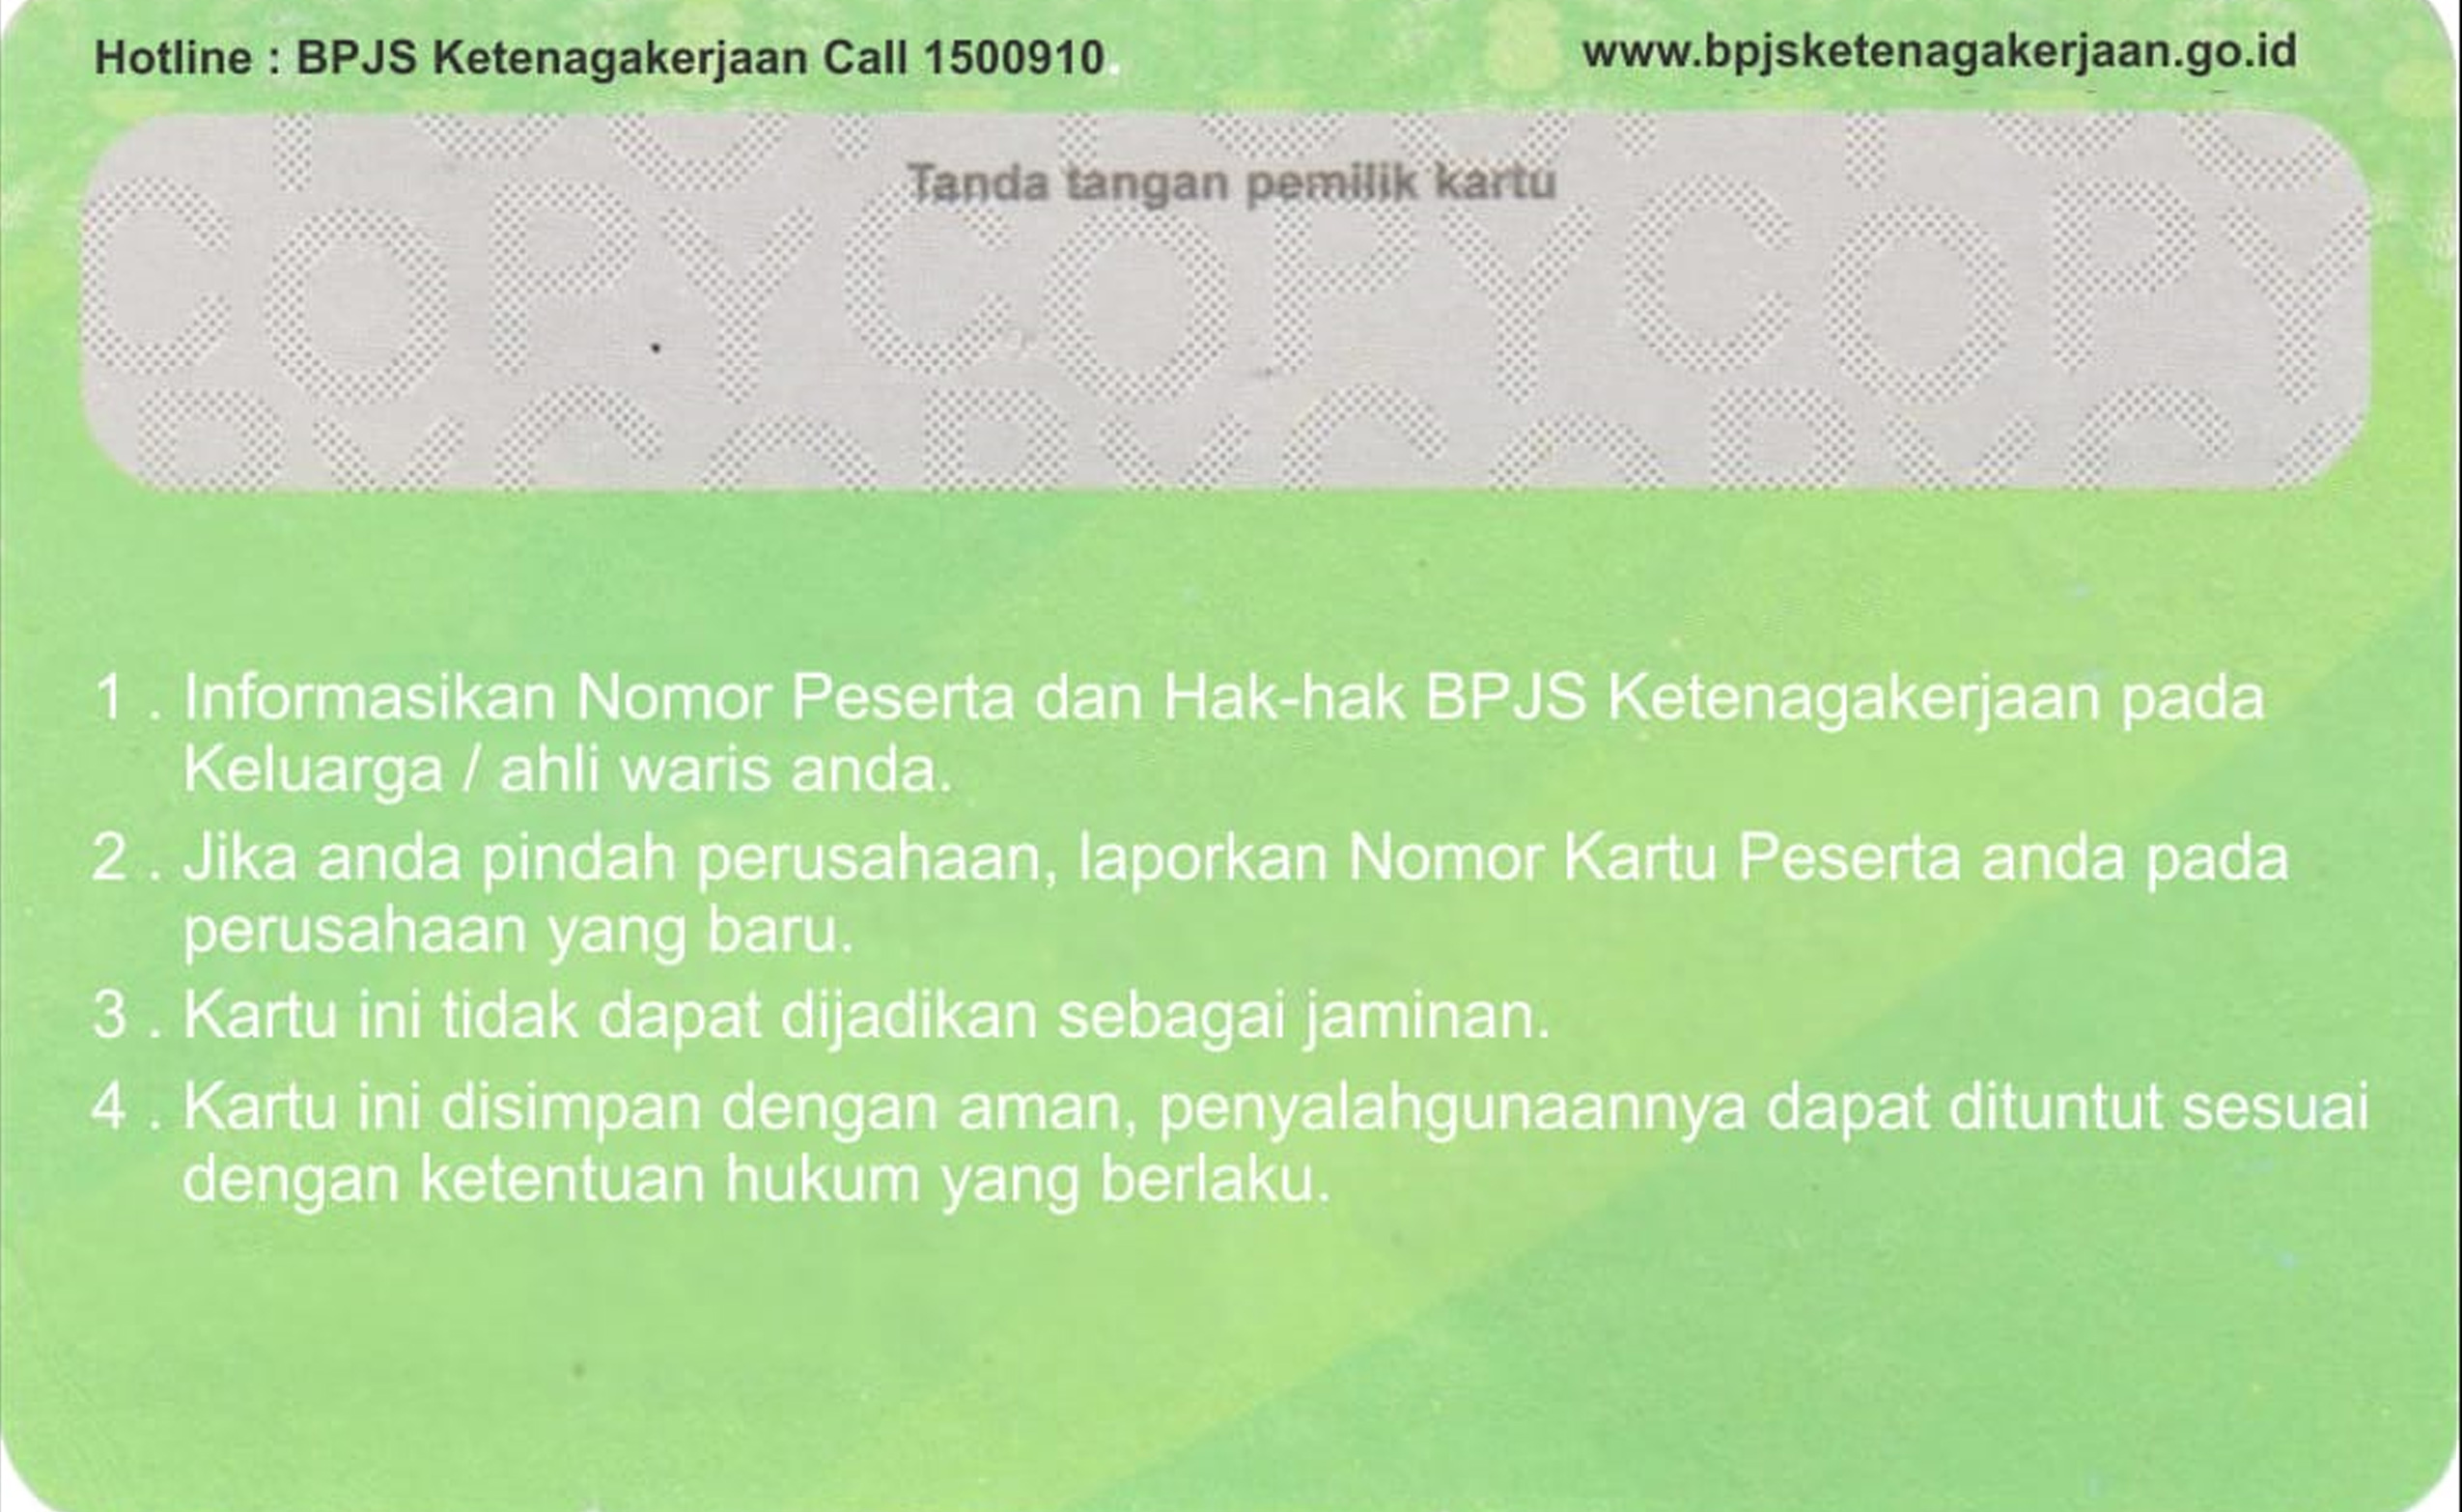 Hotline : BPJS Ketenagakerjaan Call 1500910.
www.bpjsketenagakerjaan.go.id
Tanda tangan pemilik kartu
COPYCOPYCOPY
1 . Informasikan Nomor Peserta dan Hak-hak BPJS Ketenagakerjaan pada
Keluarga / ahli waris anda.
2 . Jika anda pindah perusahaan, laporkan Nomor Kartu Peserta anda pada
perusahaan yang baru.
3 . Kartu ini tidak dapat dijadikan sebagai jaminan.
4 . Kartu ini disimpan dengan aman, penyalahgunaannya dapat dituntut sesuai
dengan ketentuan hukum yang berlaku.